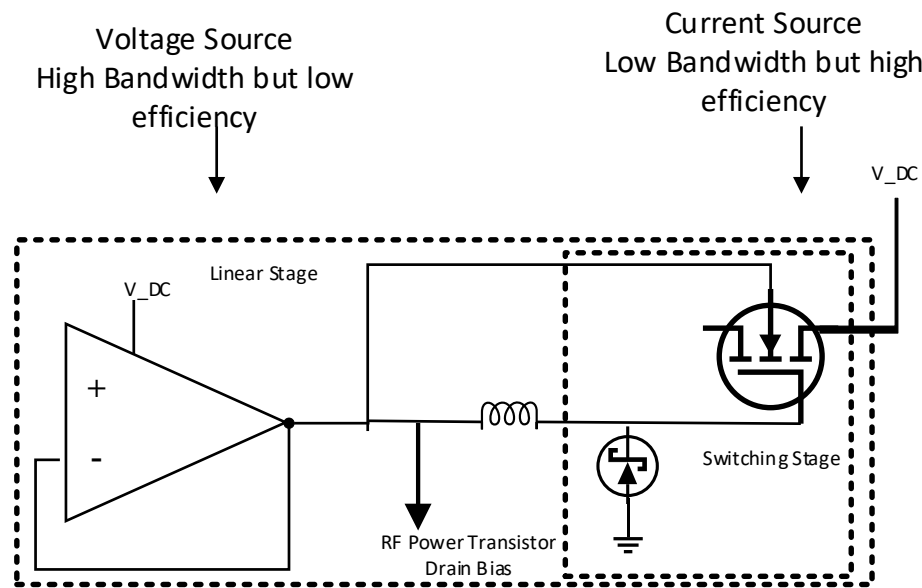 Voltage Source
High Bandwidth but low
efficiency
Current Source
Low Bandwidth but high
efficiency
V_DC
Linear Stage
V_DC
+
-
Switching Stage
RF Power Transistor
Drain Bias